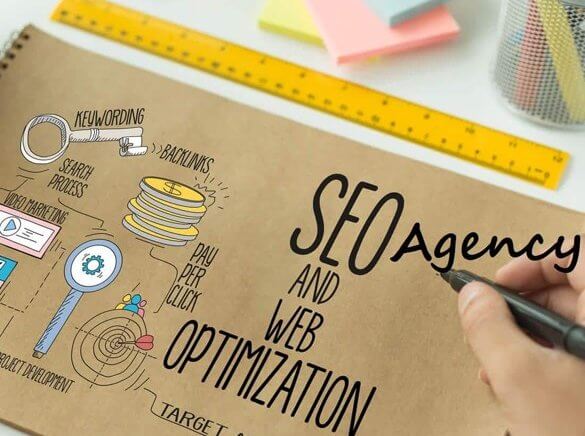 KEYWORDING
BACKLINKS
SEARCH
PROCESS
VIDEO MARKETING
PAY
PER
CLICK
PROJECT DEVELOPMENT
TARGET
SEO Agency
AND
WEB
OPTIMIZATION